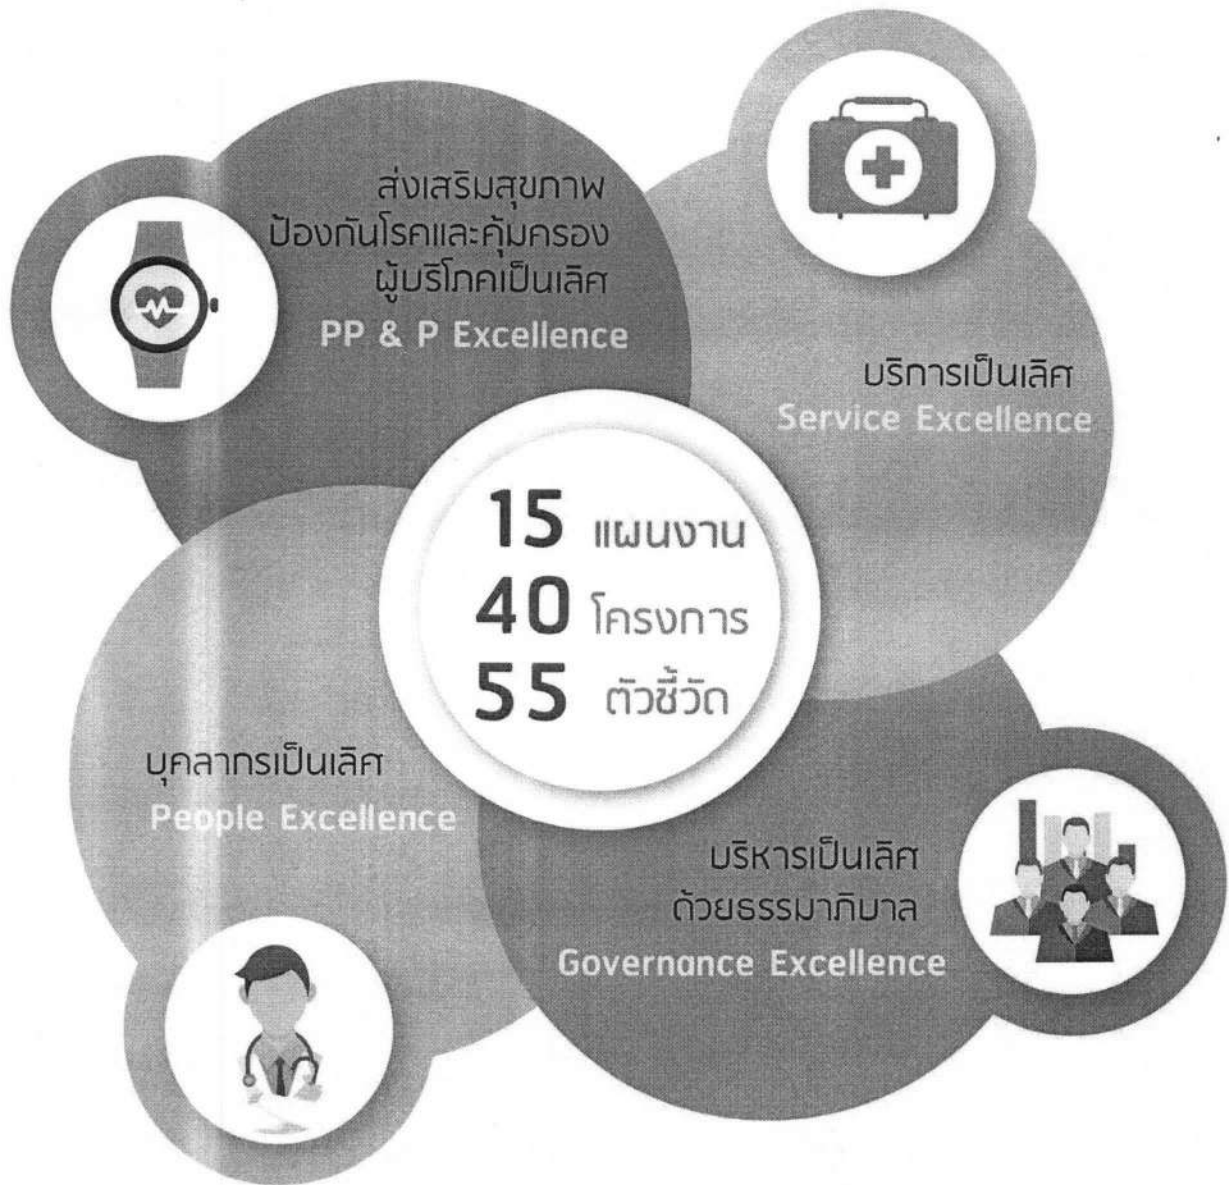 ส่งเสริมสุขภาพ
ป้องกันโรคและคุ้มครอง
ผู้บริโภคเป็นเลิศ
PP & P Excellence
บริการเป็นเลิศ
Service Excellence
15 แผนงาน
40 โครงการ
55 ตัวชี้วัด
บุคลากรเป็นเลิศ
People Excellence
บริหารเป็นเลิศ
ด้วยธรรมาภิบาล
Governance Excellence